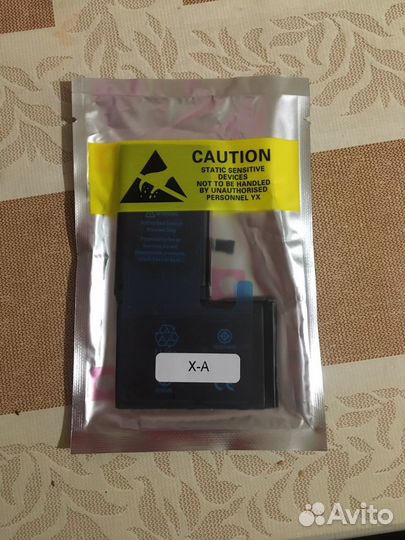 CAUTION
STATIC SENSITIVE
DEVICES
NOT TO BE HANDLED
BY UNAUTHORISED
PERSONNEL YX
X-A
Avito